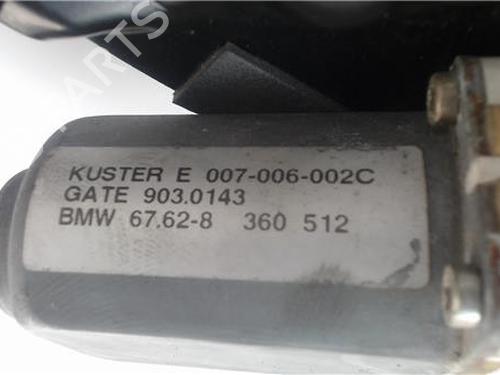 KUSTER E 007-006-002C
GATE 903.0143
BMW 67.62-8 360 512